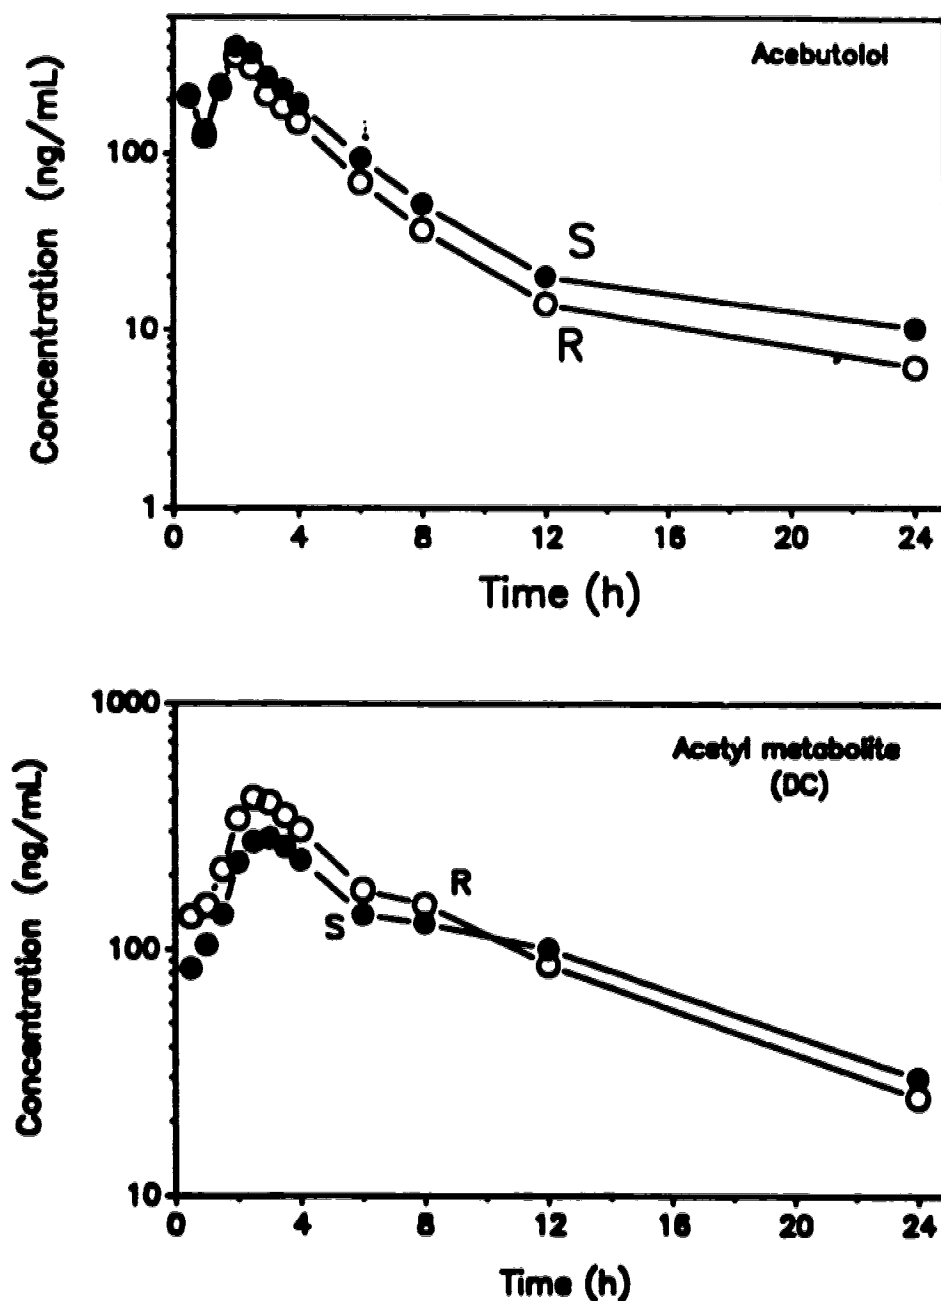 Acebutolol
Concentration (ng/mL)
100
10
1
S
R
0 4 8 12 16 20 24
Time (h)
1000
Acetyl metabolite
(DC)
Concentration (ng/mL)
R
S
100
10
0 4 8 12 16 20 24
Time (h)